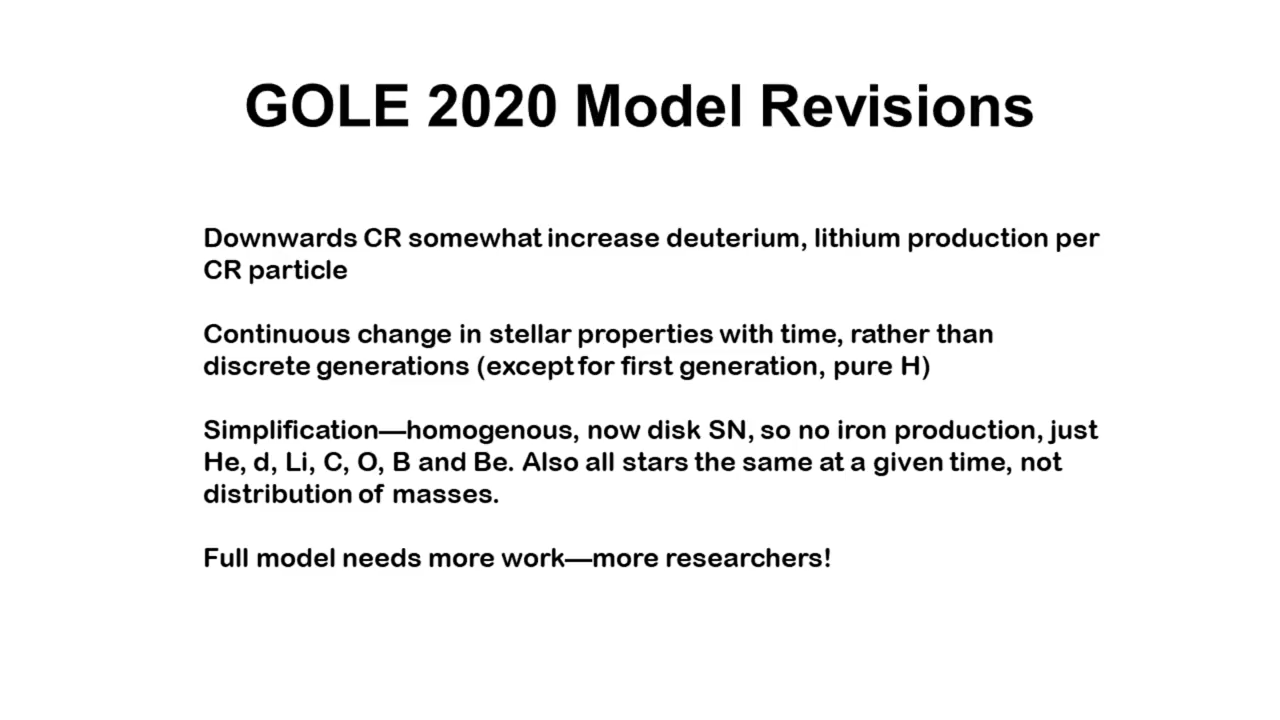 GOLE 2020 Model Revisions
Downwards CR somewhat increase deuterium, lithium production per
CR particle
Continuous change in stellar properties with time, rather than
discrete generations (except for first generation, pure H)
Simplification—homogenous, now disk SN, so no iron production, just
He, d, Li, C, O, B and Be. Also all stars the same at a given time, not
distribution of masses.
Full model needs more work—more researchers!